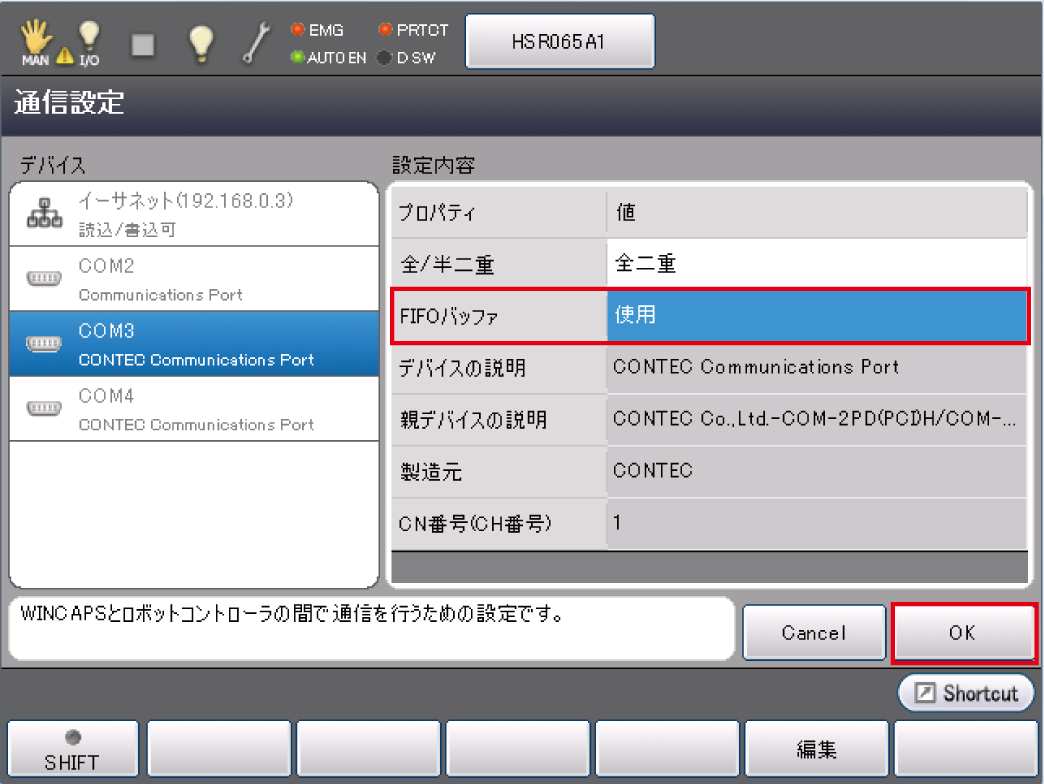 EMG
PRTCT
HSR065A1
MAN
I/O
AUTO EN
D SW
通信設定
デバイス
設定内容
イーサネット(192.168.0.3)
読込/書込可
COM2
Communications Port
COM3
CONTEC Communications Port
COM4
CONTEC Communications Port
プロパティ 値
全/半二重 全二重
FIFOバッファ 使用
デバイスの説明 CONTEC Communications Port
親デバイスの説明 CONTEC Co.,Ltd.-COM-2PD(PCI)H/COM-...
製造元 CONTEC
CN番号(CH番号) 1
WINCAPSとロボットコントローラの間で通信を行うための設定です。
Cancel
OK
Shortcut
SHIFT
編集